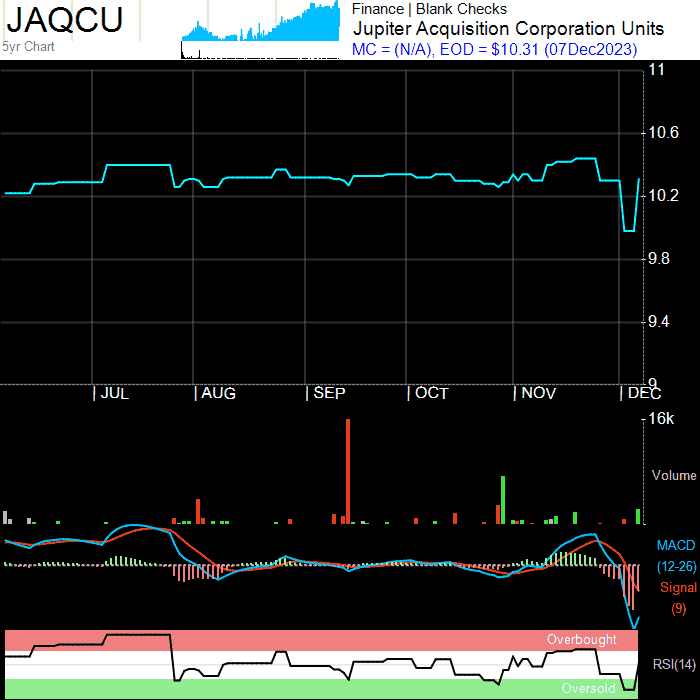 JAQCU
5yr Chart
Finance | Blank Checks
Jupiter Acquisition Corporation Units
MC = (N/A), EOD = $10.31 (07Dec2023)
11
10.6
10.2
9.8
9.4
9
| JUL | AUG | SEP | OCT | NOV | DEC
16k
Volume
MACD
(12-26)
Signal
(9)
Overbought
RSI(14)
Oversold